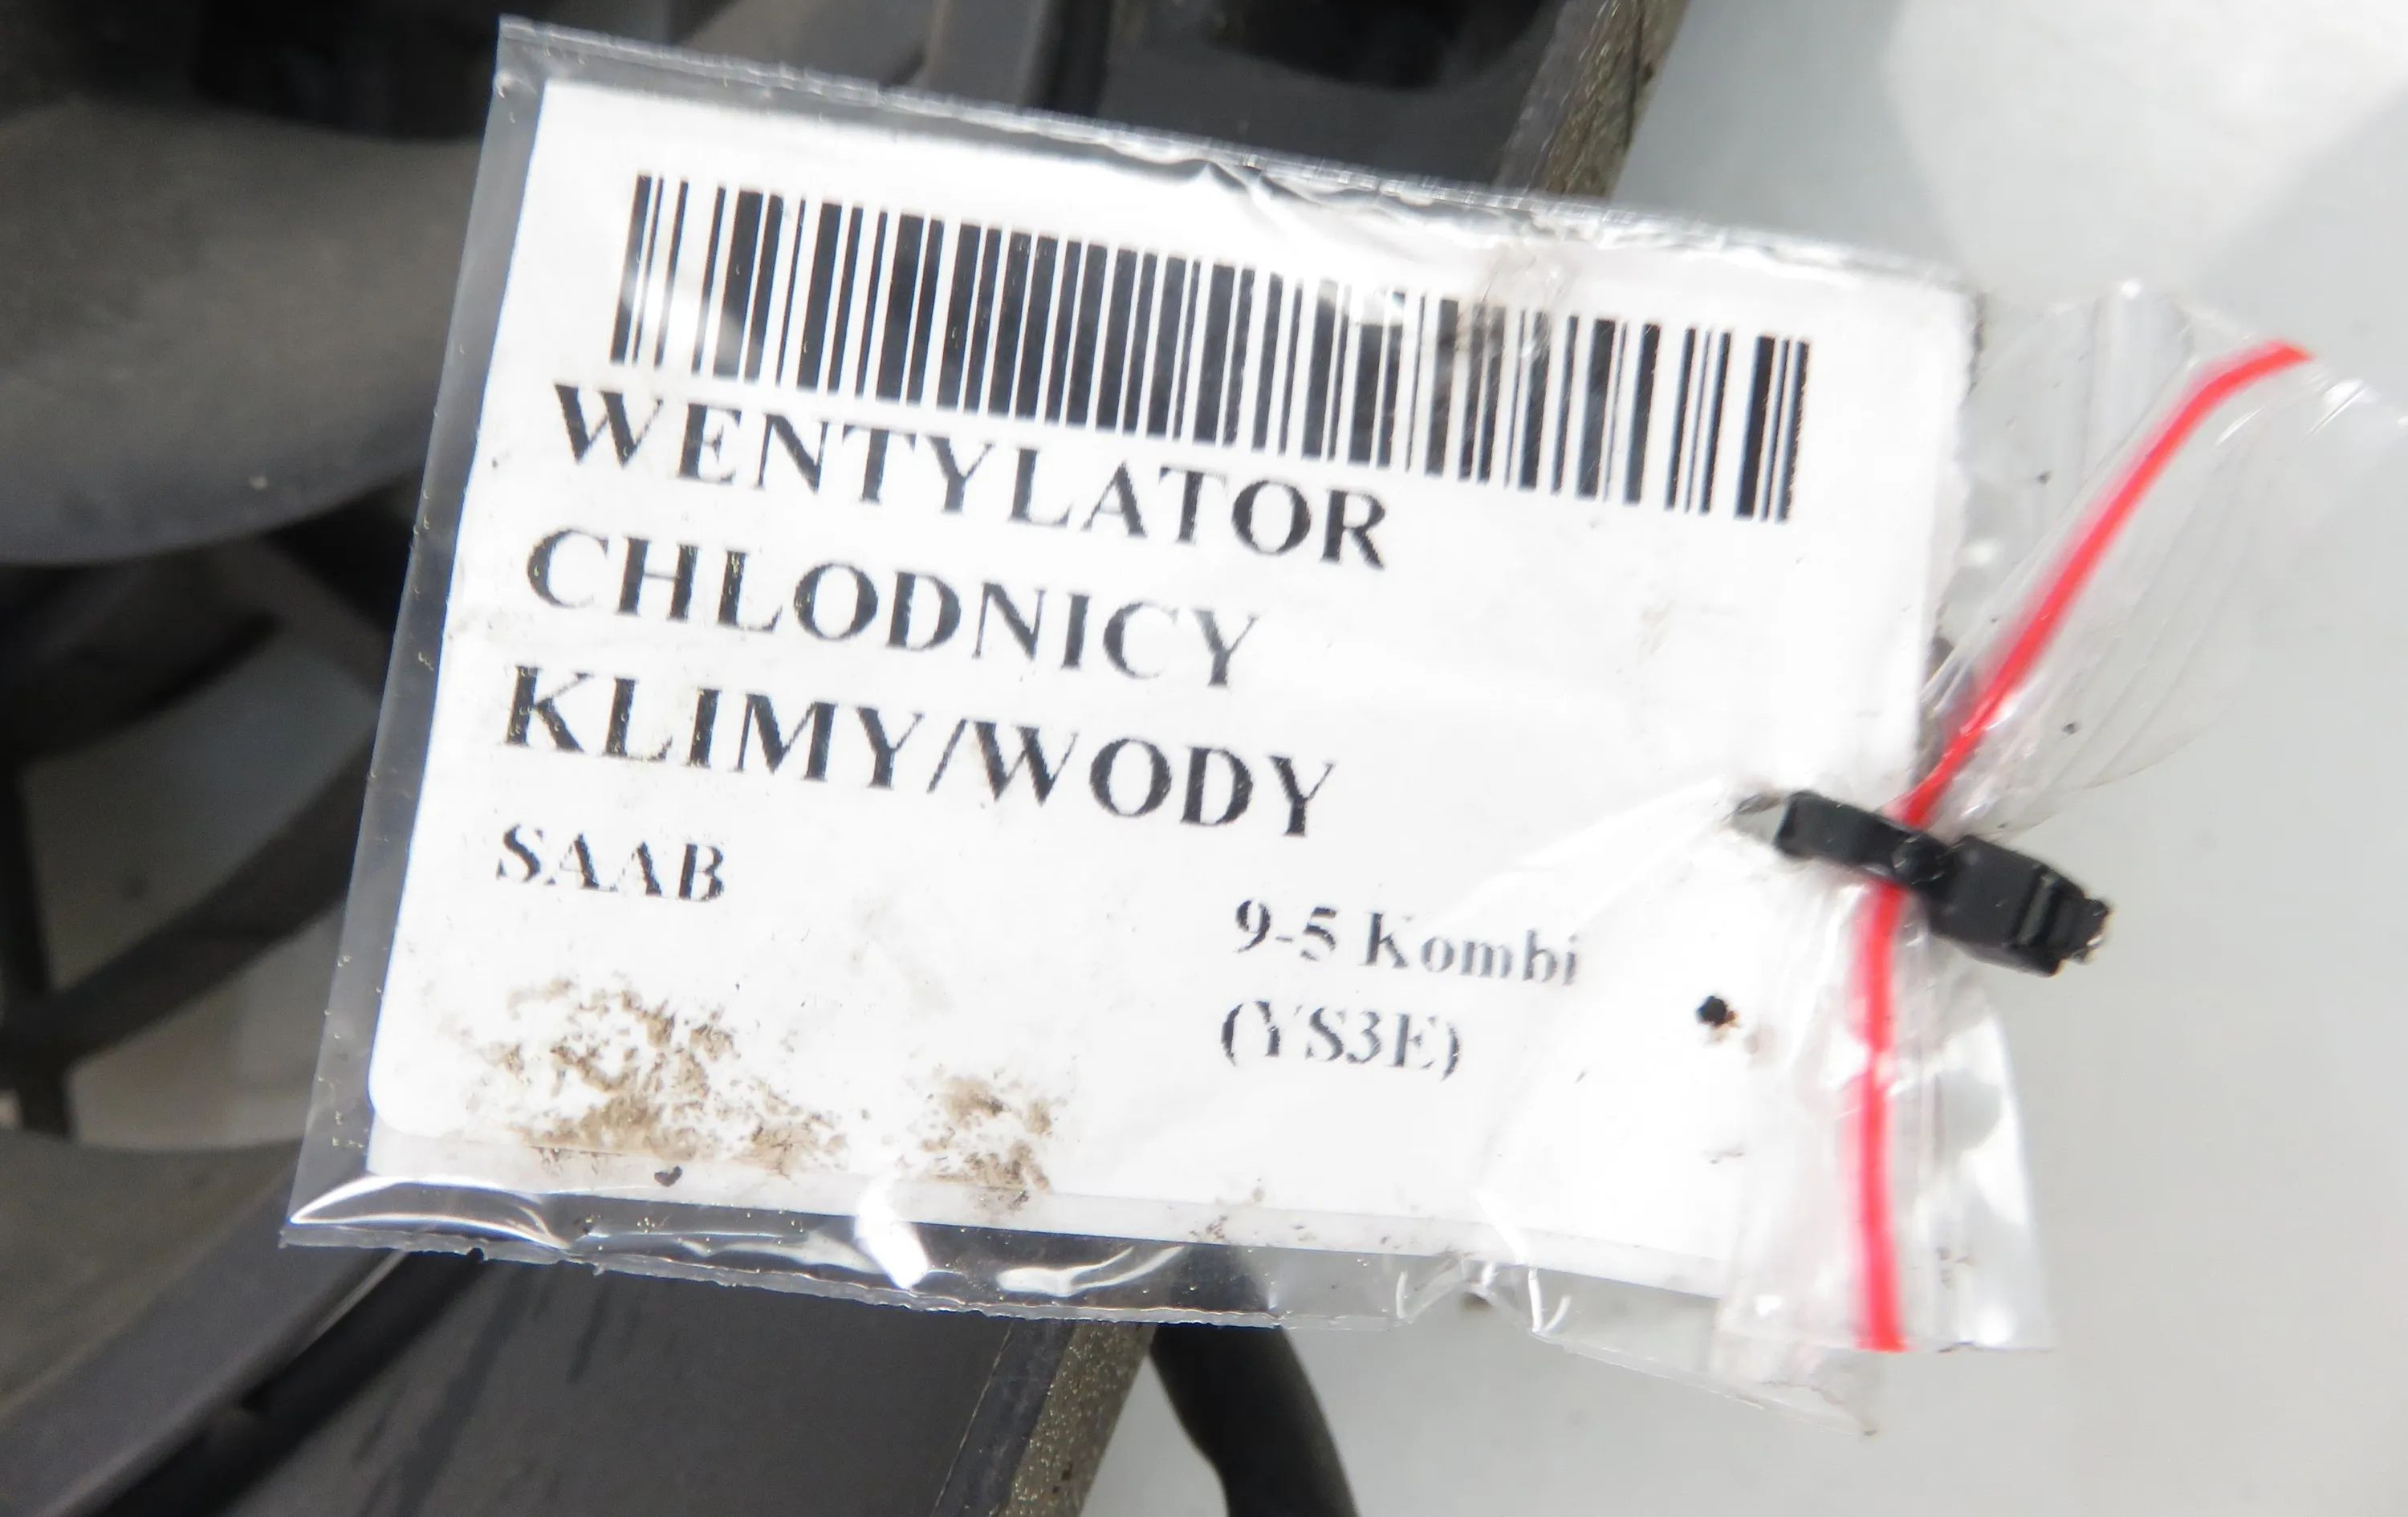 WENTYLATOR
CHLODNICY
KLIMY/WODY
SAAB
9-5 Kombi
(YS3E)